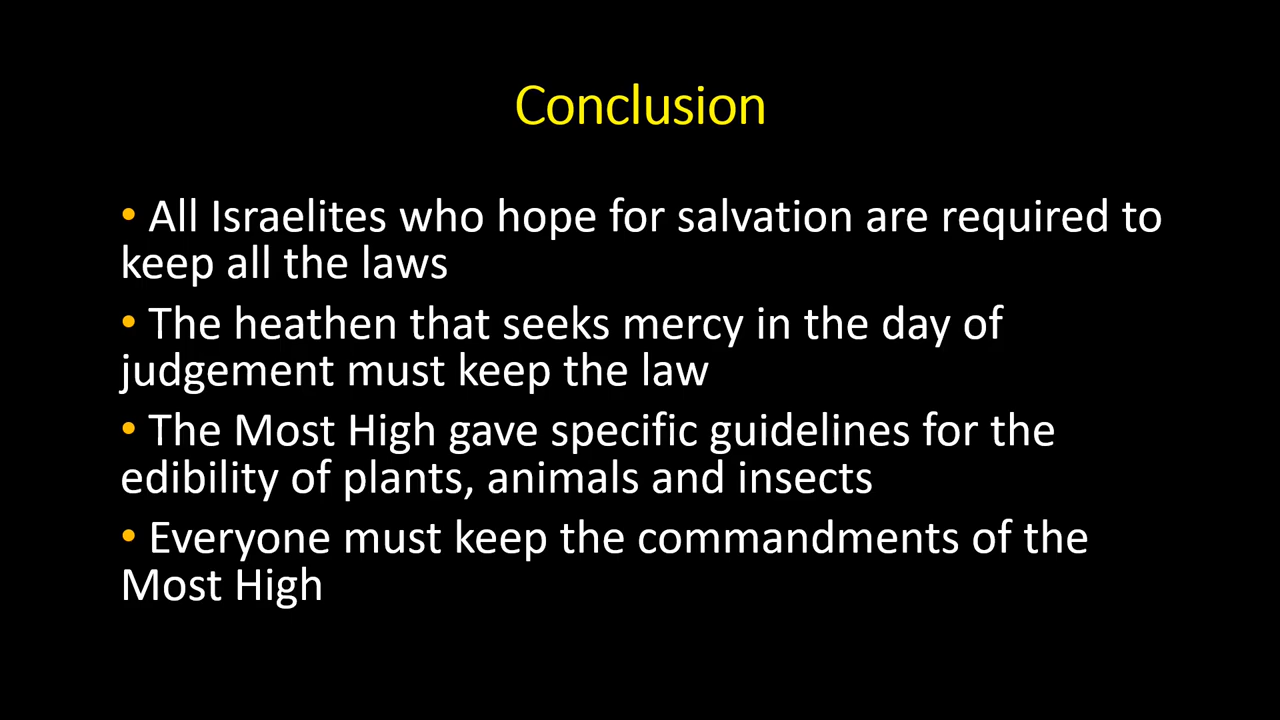 Conclusion
• All Israelites who hope for salvation are required to
keep all the laws
• The heathen that seeks mercy in the day of
judgement must keep the law
• The Most High gave specific guidelines for the
edibility of plants, animals and insects
• Everyone must keep the commandments of the
Most High